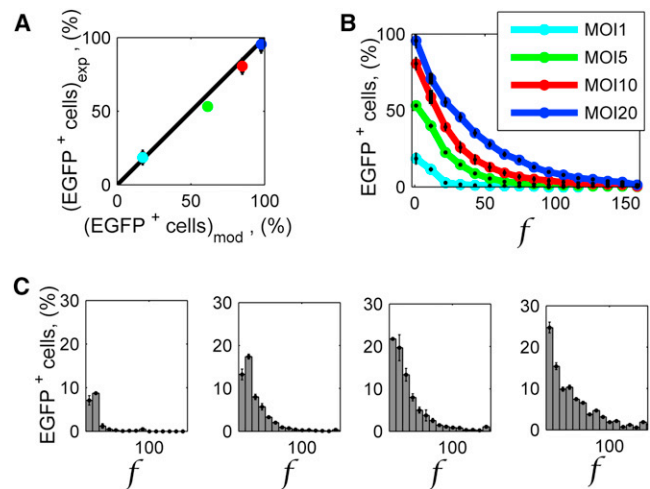 A
(EGFP + cells)exp , (%)
100
50
0
0 50 100
(EGFP + cells)mod , (%)
B
EGFP + cells, (%)
100
50
0
0 50 100 150
f
MOI1
MOI5
MOI10
MOI20
C
EGFP + cells, (%)
30
20
10
0
100
f
30
20
10
0
100
f
30
20
10
0
100
f
30
20
10
0
100
f